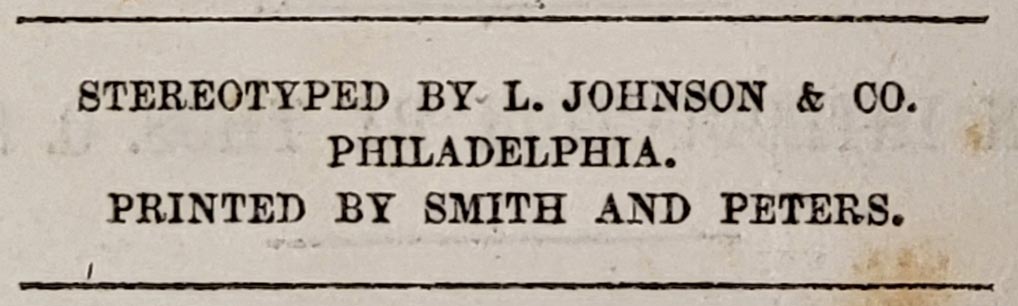 STEREOTYPED BY L. JOHNSON & CO.
PHILADELPHIA.
PRINTED BY SMITH AND PETERS.